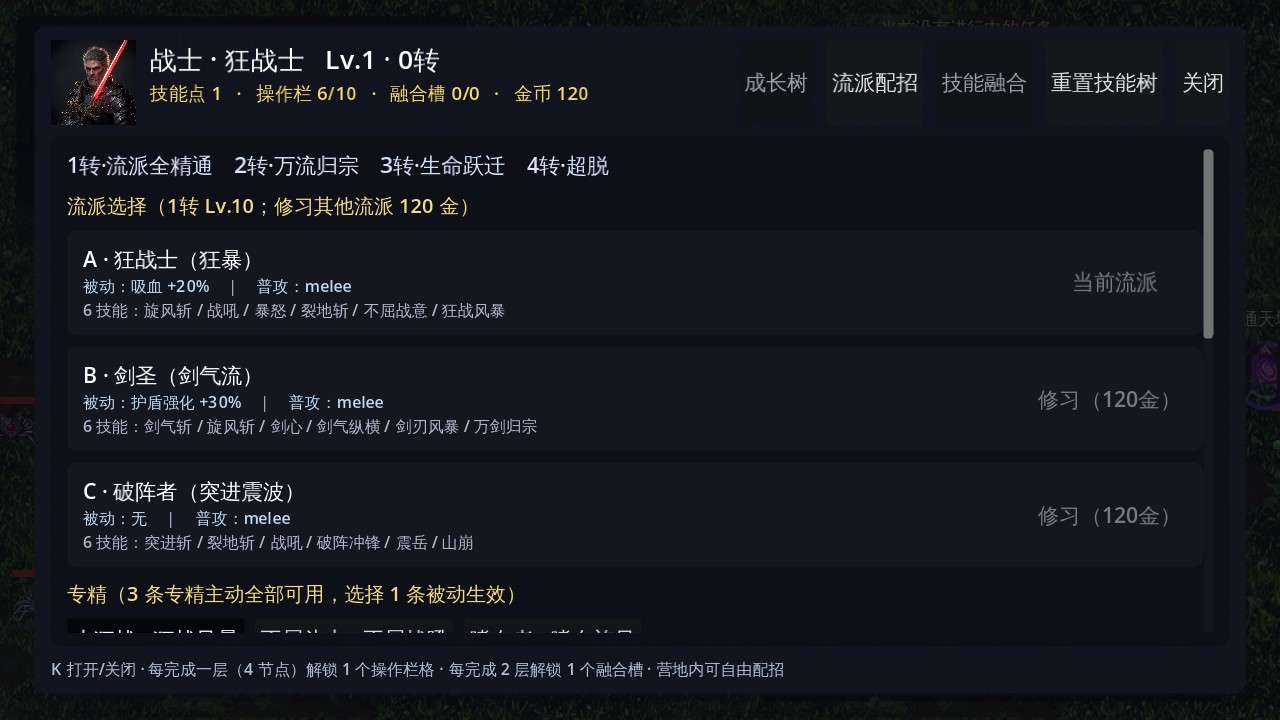 当前没有进行中的任务
战士 · 狂战士 Lv.1 · 0转
技能点 1 · 操作栏 6/10 · 融合槽 0/0 · 金币 120
成长树 流派配招 技能融合 重置技能树 关闭
1转·流派全精通 2转·万流归宗 3转·生命跃迁 4转·超脱
流派选择（1转 Lv.10；修习其他流派 120 金）
A · 狂战士（狂暴）
被动：吸血 +20% | 普攻：melee
6 技能：旋风斩 / 战吼 / 暴怒 / 裂地斩 / 不屈战意 / 狂战风暴
当前流派
B · 剑圣（剑气流）
被动：护盾强化 +30% | 普攻：melee
6 技能：剑气斩 / 旋风斩 / 剑心 / 剑气纵横 / 剑刃风暴 / 万剑归宗
修习（120金）
C · 破阵者（突进震波）
被动：无 | 普攻：melee
6 技能：突进斩 / 裂地斩 / 战吼 / 破阵冲锋 / 震岳 / 山崩
修习（120金）
专精（3 条专精主动全部可用，选择 1 条被动生效）
K 打开/关闭 · 每完成一层（4 节点）解锁 1 个操作栏格 · 每完成 2 层解锁 1 个融合槽 · 营地内可自由配招